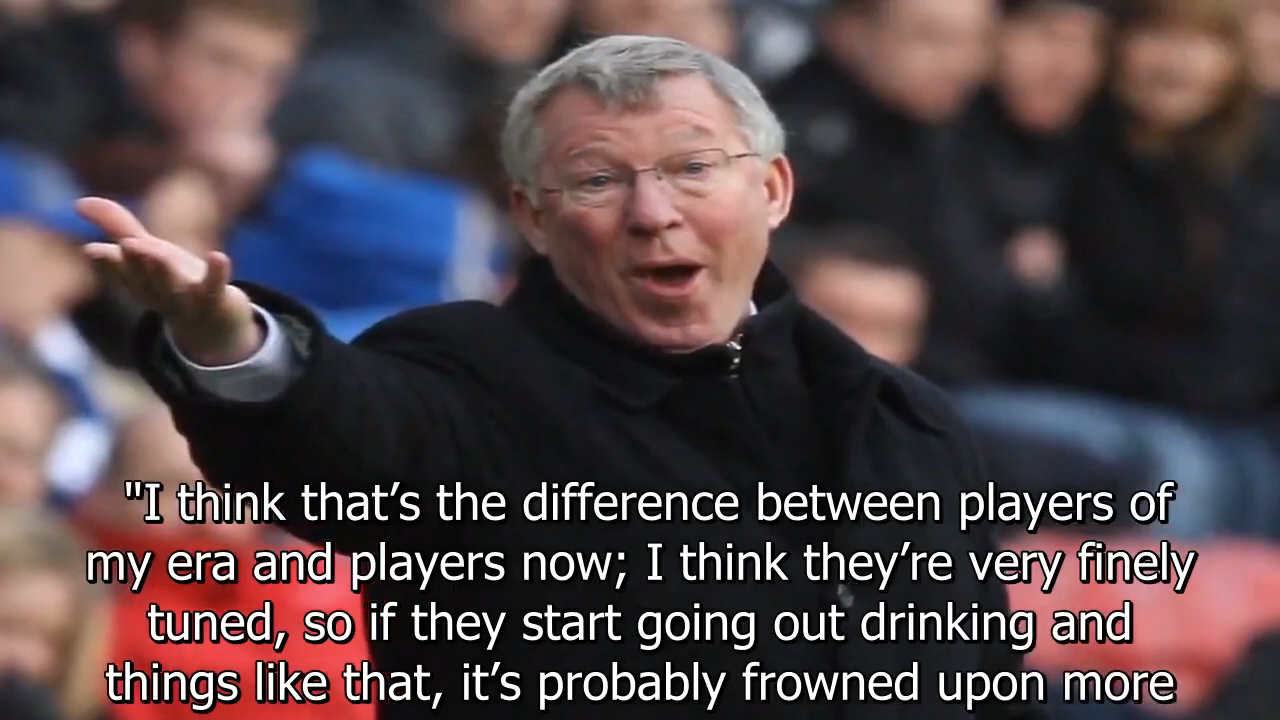 "I think that’s the difference between players of
my era and players now; I think they’re very finely
tuned, so if they start going out drinking and
things like that, it’s probably frowned upon more